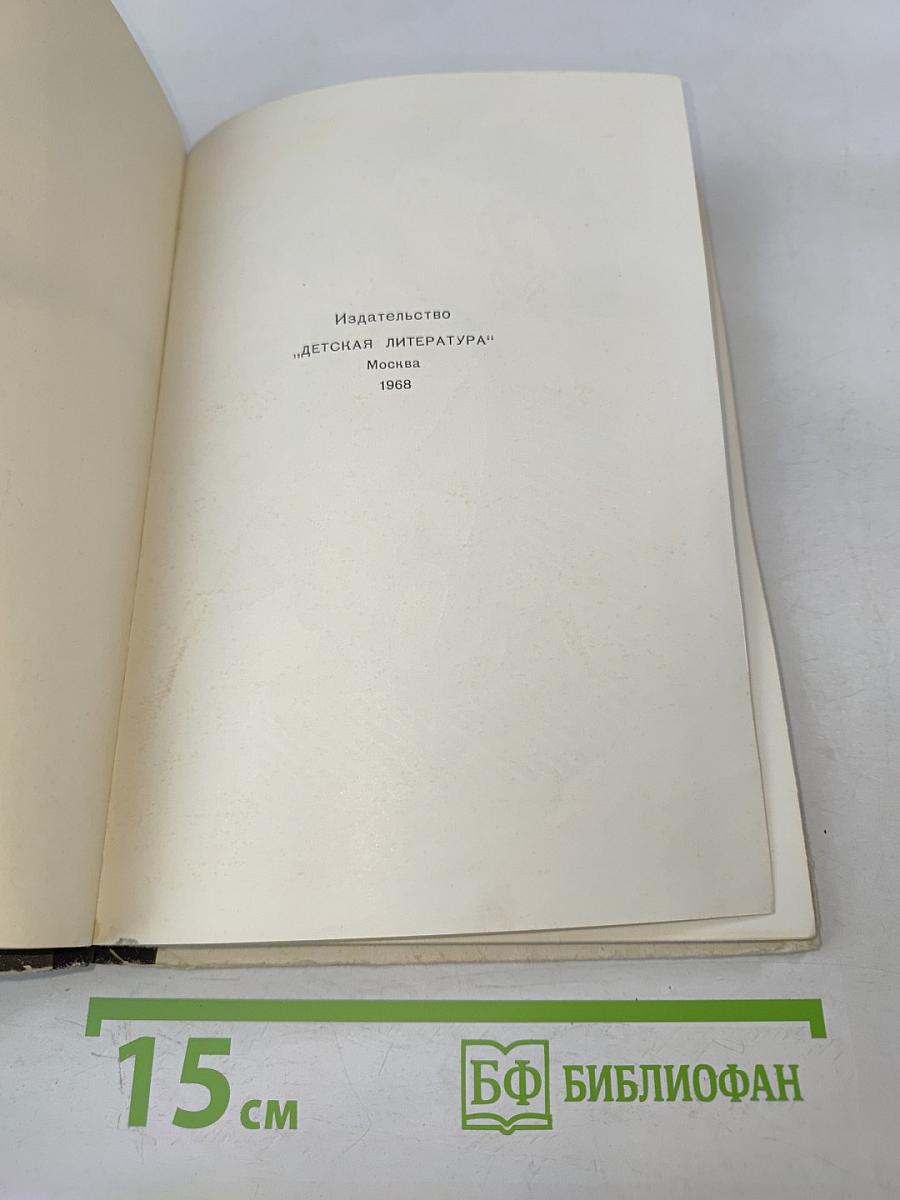 Издательство
„ДЕТСКАЯ ЛИТЕРАТУРА“
Москва
1968
15 см
БФ БИБЛИОФАН